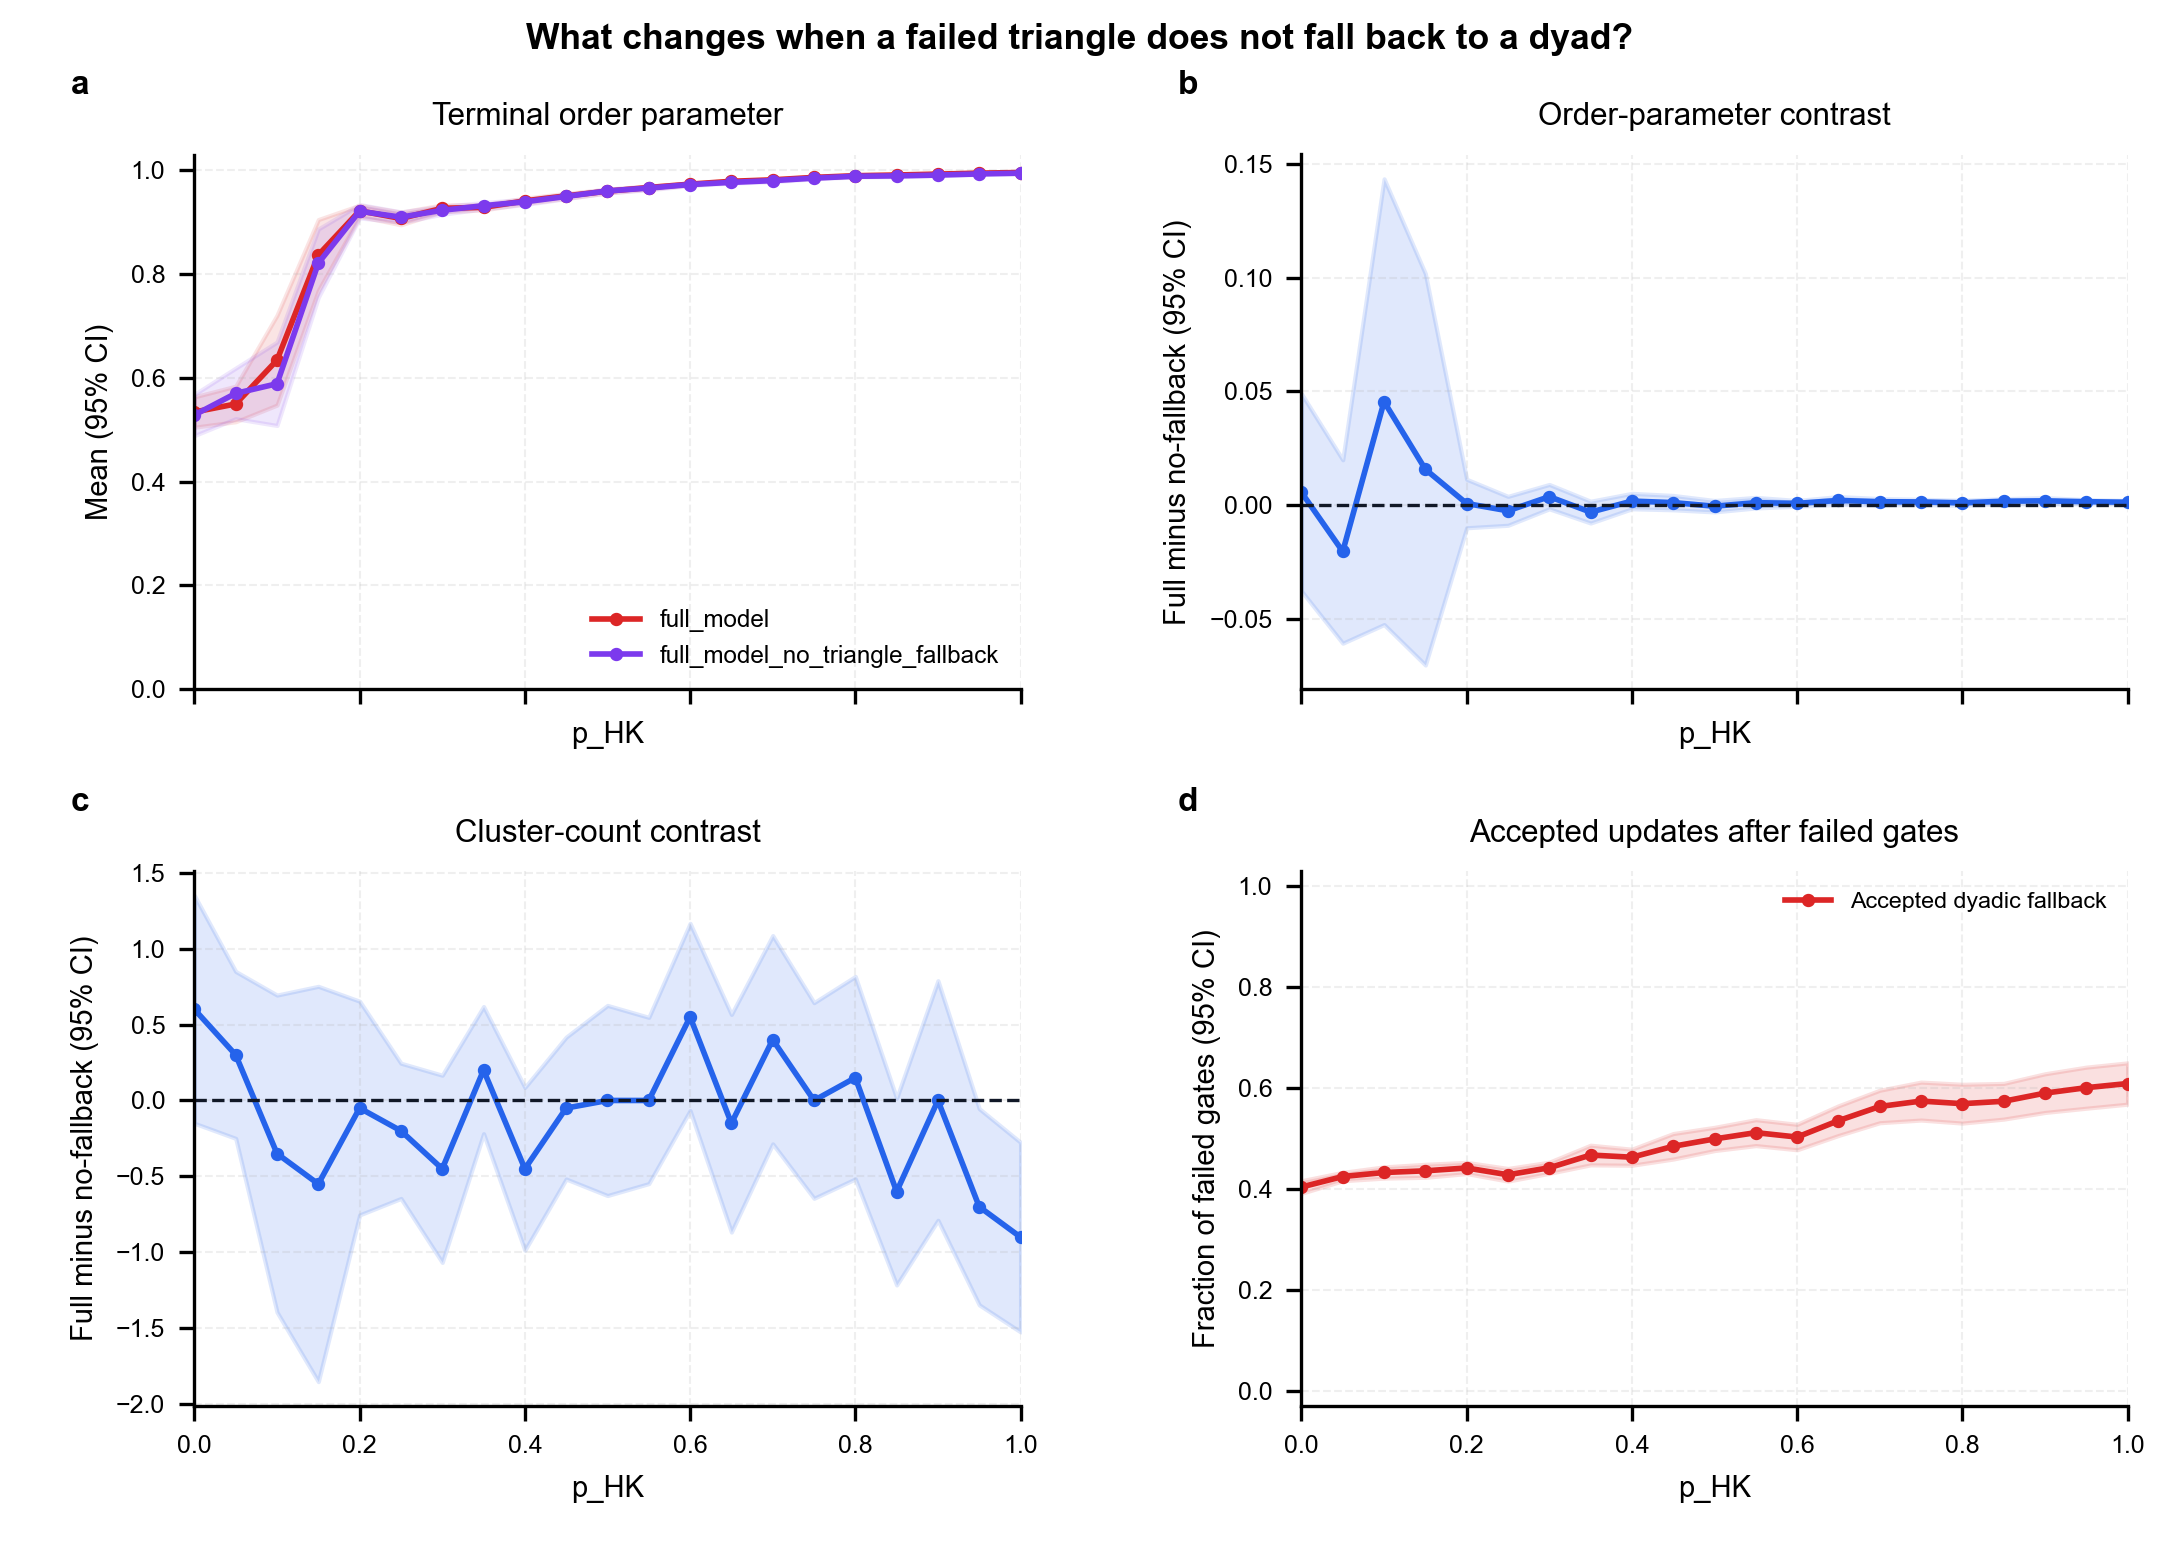 What changes when a failed triangle does not fall back to a dyad?
a
Terminal order parameter
Mean (95% CI)
1.0
0.8
0.6
0.4
0.2
0.0
full_model
full_model_no_triangle_fallback
p_HK
b
Order-parameter contrast
Full minus no-fallback (95% CI)
0.15
0.10
0.05
0.00
−0.05
p_HK
c
Cluster-count contrast
Full minus no-fallback (95% CI)
1.5
1.0
0.5
0.0
−0.5
−1.0
−1.5
−2.0
0.0 0.2 0.4 0.6 0.8 1.0
p_HK
d
Accepted updates after failed gates
Fraction of failed gates (95% CI)
1.0
0.8
0.6
0.4
0.2
0.0
Accepted dyadic fallback
0.0 0.2 0.4 0.6 0.8 1.0
p_HK